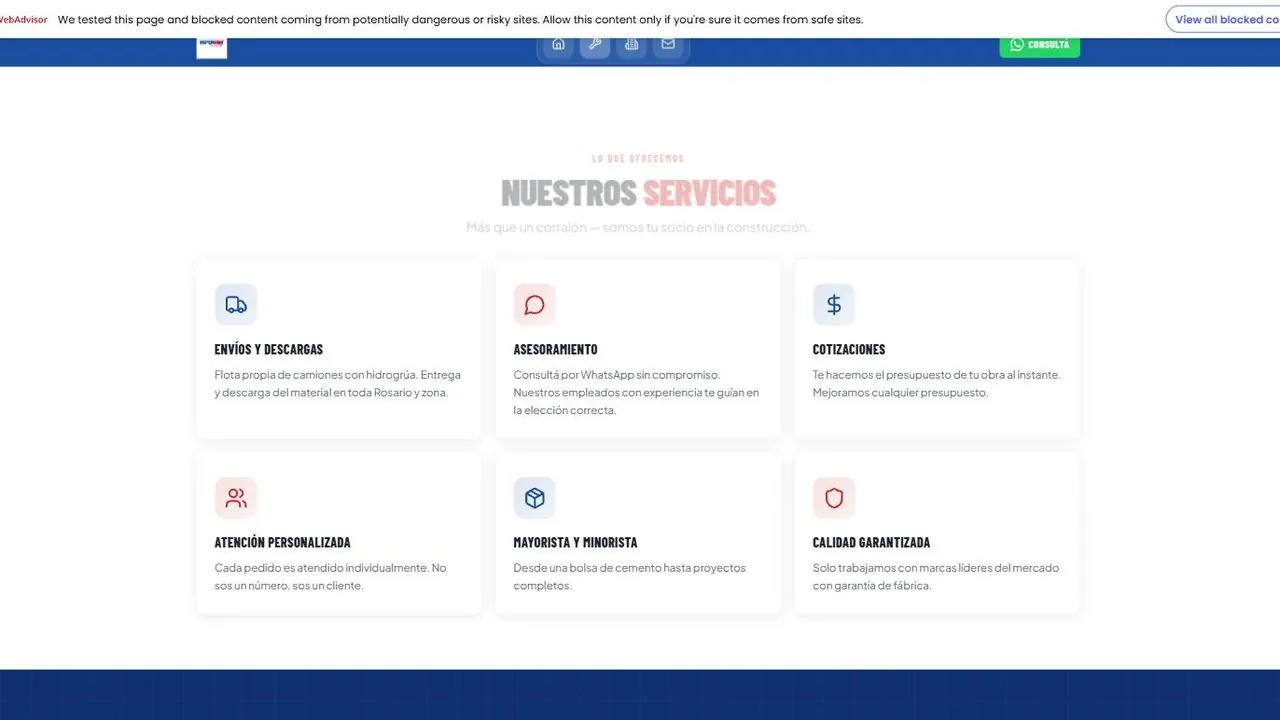 WebAdvisor
We tested this page and blocked content coming from potentially dangerous or risky sites. Allow this content only if you're sure it comes from safe sites.
View all blocked co
CONSULTÁ
LO QUE OFRECEMOS
NUESTROS SERVICIOS
Más que un corralón — somos tu socio en la construcción.
ENVÍOS Y DESCARGAS
Flota propia de camiones con hidrogrúa. Entrega
y descarga del material en toda Rosario y zona.
ASESORAMIENTO
Consultá por WhatsApp sin compromiso.
Nuestros empleados con experiencia te guían en
la elección correcta.
COTIZACIONES
Te hacemos el presupuesto de tu obra al instante.
Mejoramos cualquier presupuesto.
ATENCIÓN PERSONALIZADA
Cada pedido es atendido individualmente. No
sos un número, sos un cliente.
MAYORISTA Y MINORISTA
Desde una bolsa de cemento hasta proyectos
completos.
CALIDAD GARANTIZADA
Solo trabajamos con marcas líderes del mercado
con garantía de fábrica.